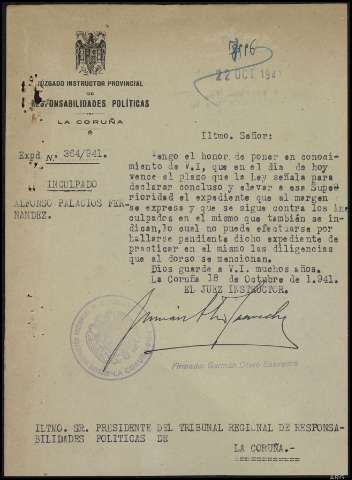 JUZGADO INSTRUCTOR PROVINCIAL
DE
RESPONSABILIDADES POLÍTICAS
LA CORUÑA
22 OCT 1941
Iltmo. Señor:
Expd N.º 364/941.
INCULPADO
ALFONSO PALACIOS FER-
NANDEZ.
Tengo el honor de poner en conoci-
miento de V.I, que en el día de hoy
vence el plazo que la Ley señala para
declarar concluso y elevar a esa Supe-
rioridad el expediente que al margen
se expresa y que se sigue contra los in-
culpados en el mismo que también se in-
dican, lo cual no puede efectuarse por
hallarse pendiente dicho expediente de
practicar en el mismo las diligencias
que al dorso se mencionan.
Dios guarde a V.I. muchos años.
La Coruña 18 de Octubre de 1.941.
EL JUEZ INSTRUCTOR.
Firmado: Germán Otero Saavedra
ILTMO. SR. PRESIDENTE DEL TRIBUNAL REGIONAL DE RESPONSA-
BILIDADES POLITICAS DE
LA CORUÑA.-